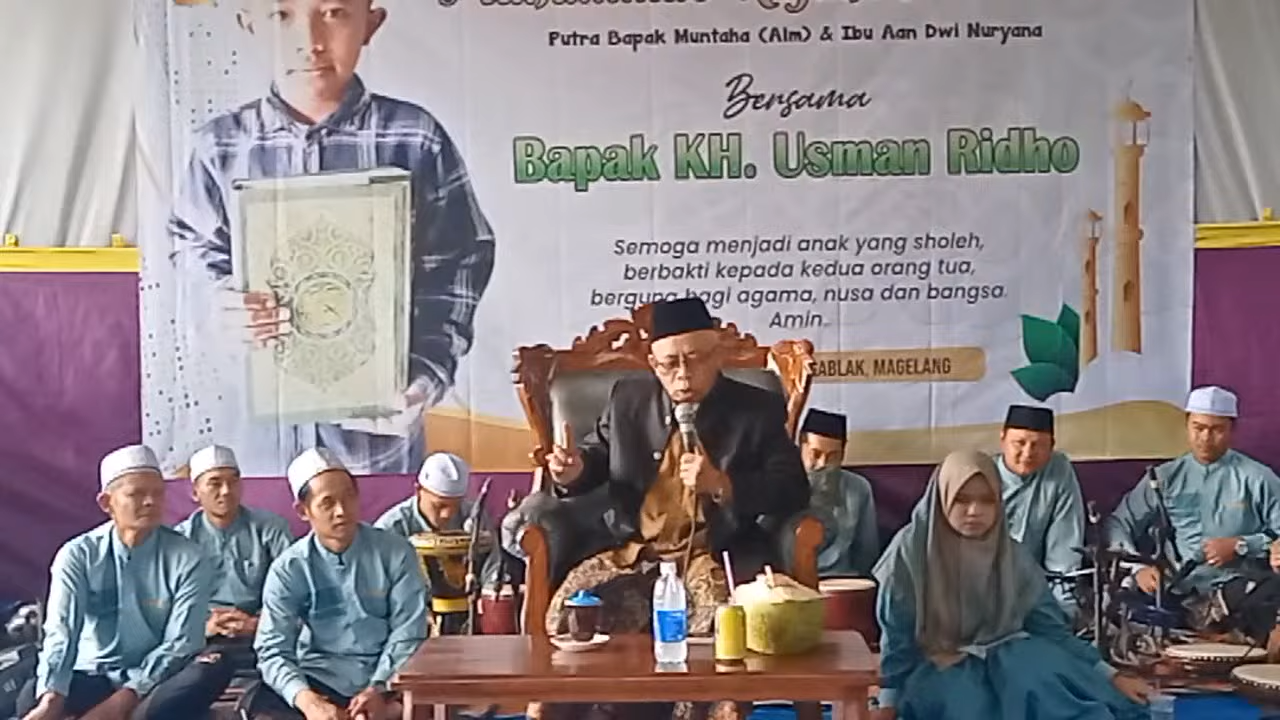 Putra Bapak Muntaha (Alm) & Ibu Aan Dwi Nuryana
Bersama
Bapak KH. Usman Ridho
Semoga menjadi anak yang sholeh,
berbakti kepada kedua orang tua,
berguna bagi agama, nusa dan bangsa.
Amin.
SABLAK, MAGELANG